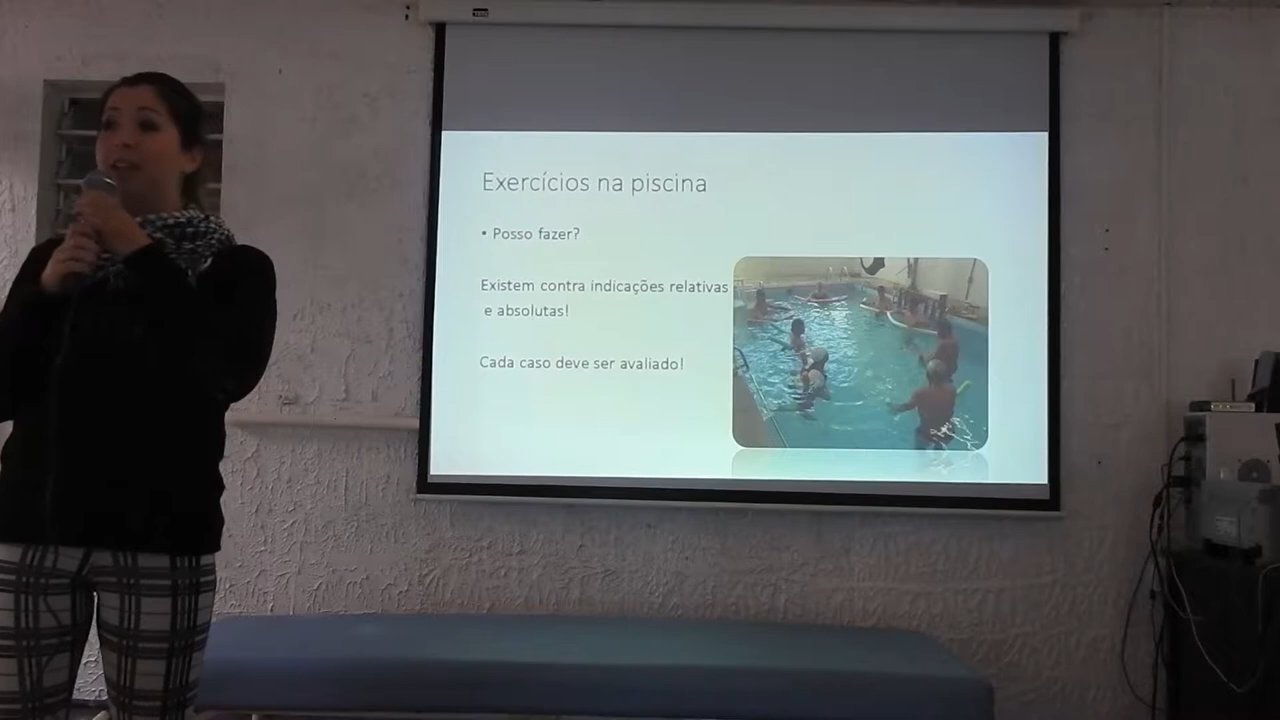 Exercícios na piscina
• Posso fazer?
Existem contra indicações relativas
e absolutas!
Cada caso deve ser avaliado!